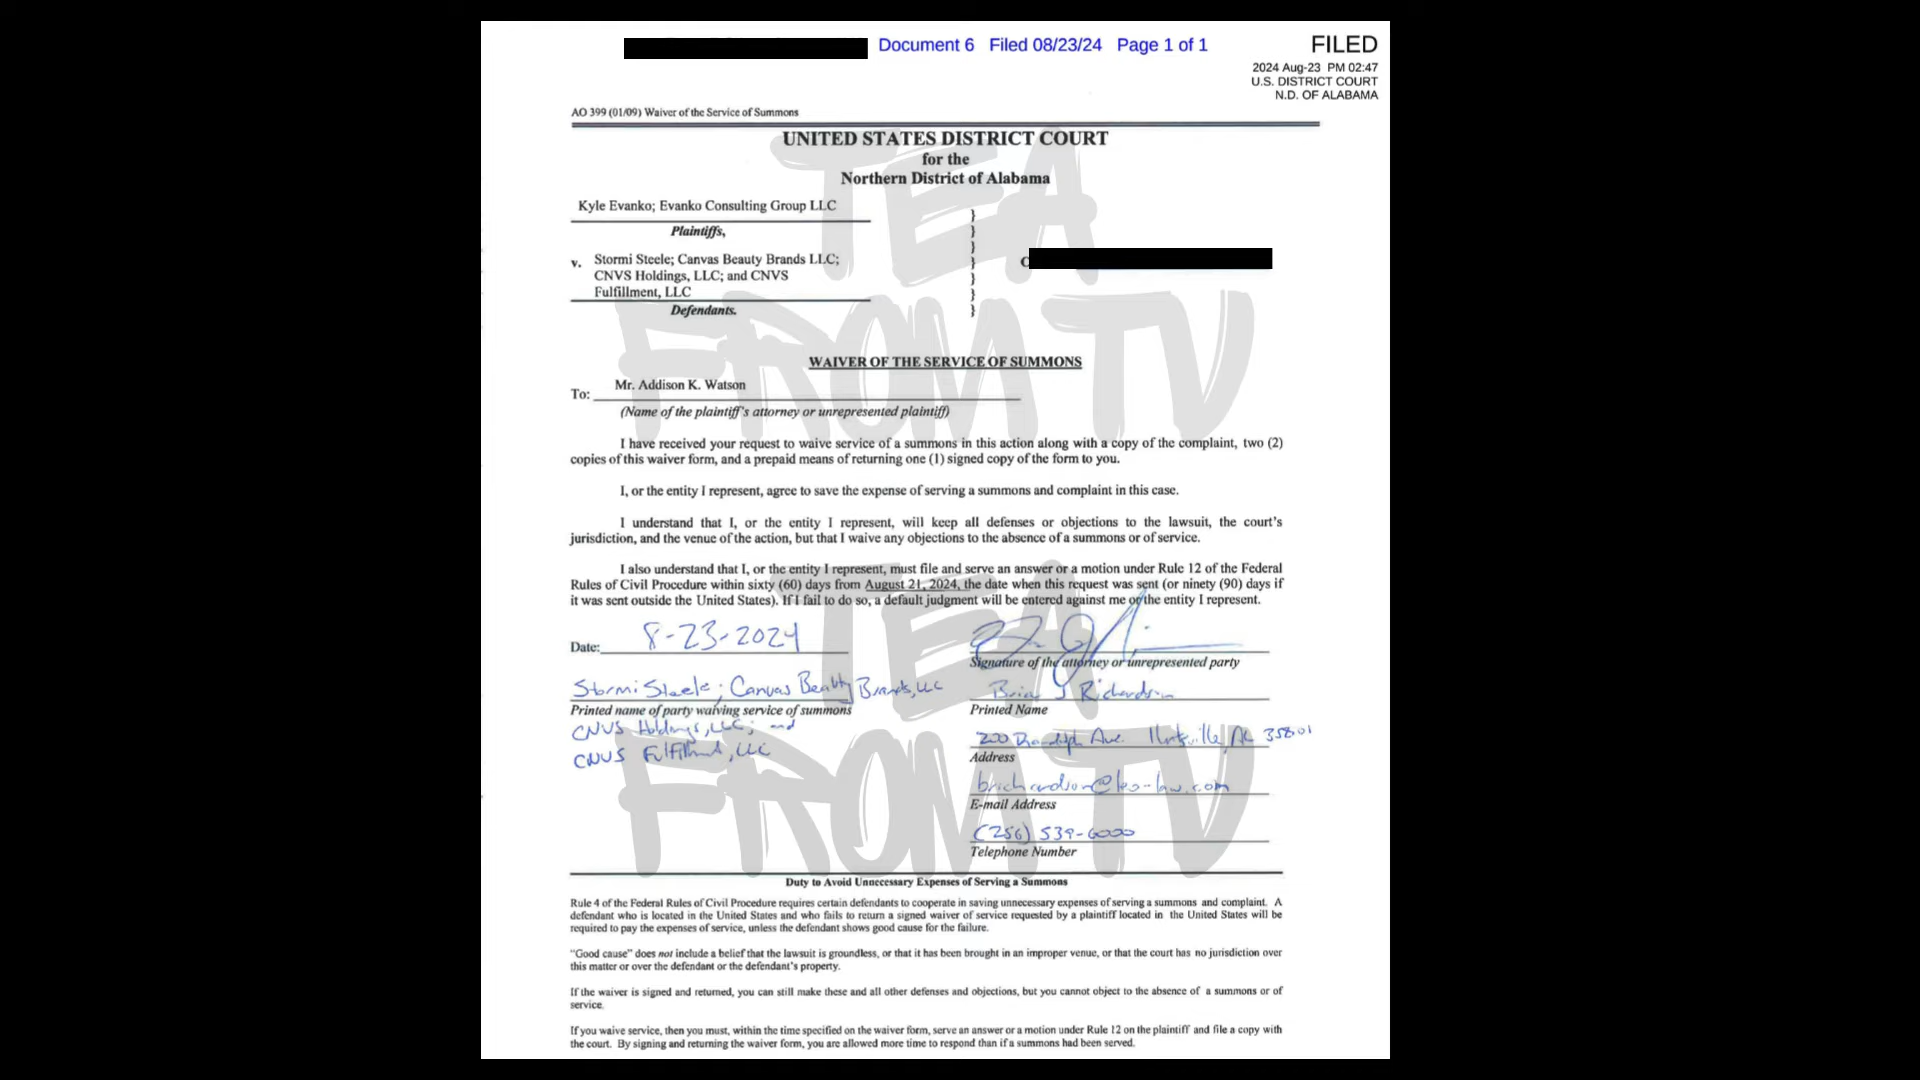 Document 6 Filed 08/23/24 Page 1 of 1
FILED
2024 Aug-23 PM 02:47
U.S. DISTRICT COURT
N.D. OF ALABAMA
AO 399 (01/09) Waiver of the Service of Summons
UNITED STATES DISTRICT COURT
for the
Northern District of Alabama
Kyle Evanko; Evanko Consulting Group LLC
Plaintiffs,
v. Stormi Steele; Canvas Beauty Brands LLC;
CNVS Holdings, LLC; and CNVS
Fulfillment, LLC
Defendants.
}
}
}
}
}
}
}
C
WAIVER OF THE SERVICE OF SUMMONS
To: Mr. Addison K. Watson
(Name of the plaintiff's attorney or unrepresented plaintiff)
I have received your request to waive service of a summons in this action along with a copy of the complaint, two (2)
copies of this waiver form, and a prepaid means of returning one (1) signed copy of the form to you.
I, or the entity I represent, agree to save the expense of serving a summons and complaint in this case.
I understand that I, or the entity I represent, will keep all defenses or objections to the lawsuit, the court's
jurisdiction, and the venue of the action, but that I waive any objections to the absence of a summons or of service.
I also understand that I, or the entity I represent, must file and serve an answer or a motion under Rule 12 of the Federal
Rules of Civil Procedure within sixty (60) days from August 21, 2024, the date when this request was sent (or ninety (90) days if
it was sent outside the United States). If I fail to do so, a default judgment will be entered against me or the entity I represent.
Date: 8-23-2024
Signature of the attorney or unrepresented party
Stormi Steele; Canvas Beauty Brands, LLC
Printed name of party waiving service of summons
CNVS Holdings, LLC; and
CNVS Fulfillment, LLC
Brian J Richardson
Printed Name
200 Randolph Ave. Huntsville, AL 35801
Address
brichardson@leo-law.com
E-mail Address
(256) 539-6000
Telephone Number
Duty to Avoid Unnecessary Expenses of Serving a Summons
Rule 4 of the Federal Rules of Civil Procedure requires certain defendants to cooperate in saving unnecessary expenses of serving a summons and complaint. A
defendant who is located in the United States and who fails to return a signed waiver of service requested by a plaintiff located in the United States will be
required to pay the expenses of service, unless the defendant shows good cause for the failure.
"Good cause" does not include a belief that the lawsuit is groundless, or that it has been brought in an improper venue, or that the court has no jurisdiction over
this matter or over the defendant or the defendant's property.
If the waiver is signed and returned, you can still make these and all other defenses and objections, but you cannot object to the absence of a summons or of
service.
If you waive service, then you must, within the time specified on the waiver form, serve an answer or a motion under Rule 12 on the plaintiff and file a copy with
the court. By signing and returning the waiver form, you are allowed more time to respond than if a summons had been served.
TEA
FROM TV
TEA
FROM TV